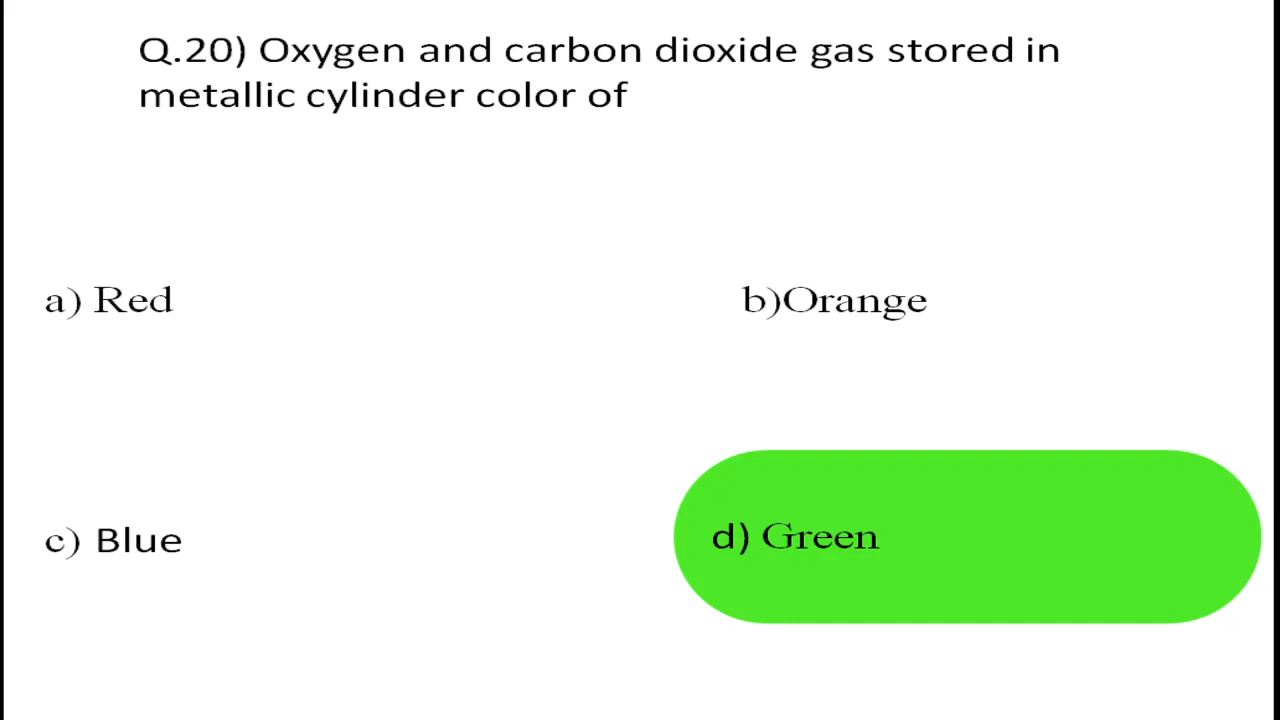 Q.20) Oxygen and carbon dioxide gas stored in
metallic cylinder color of
a) Red
b)Orange
c) Blue
d) Green